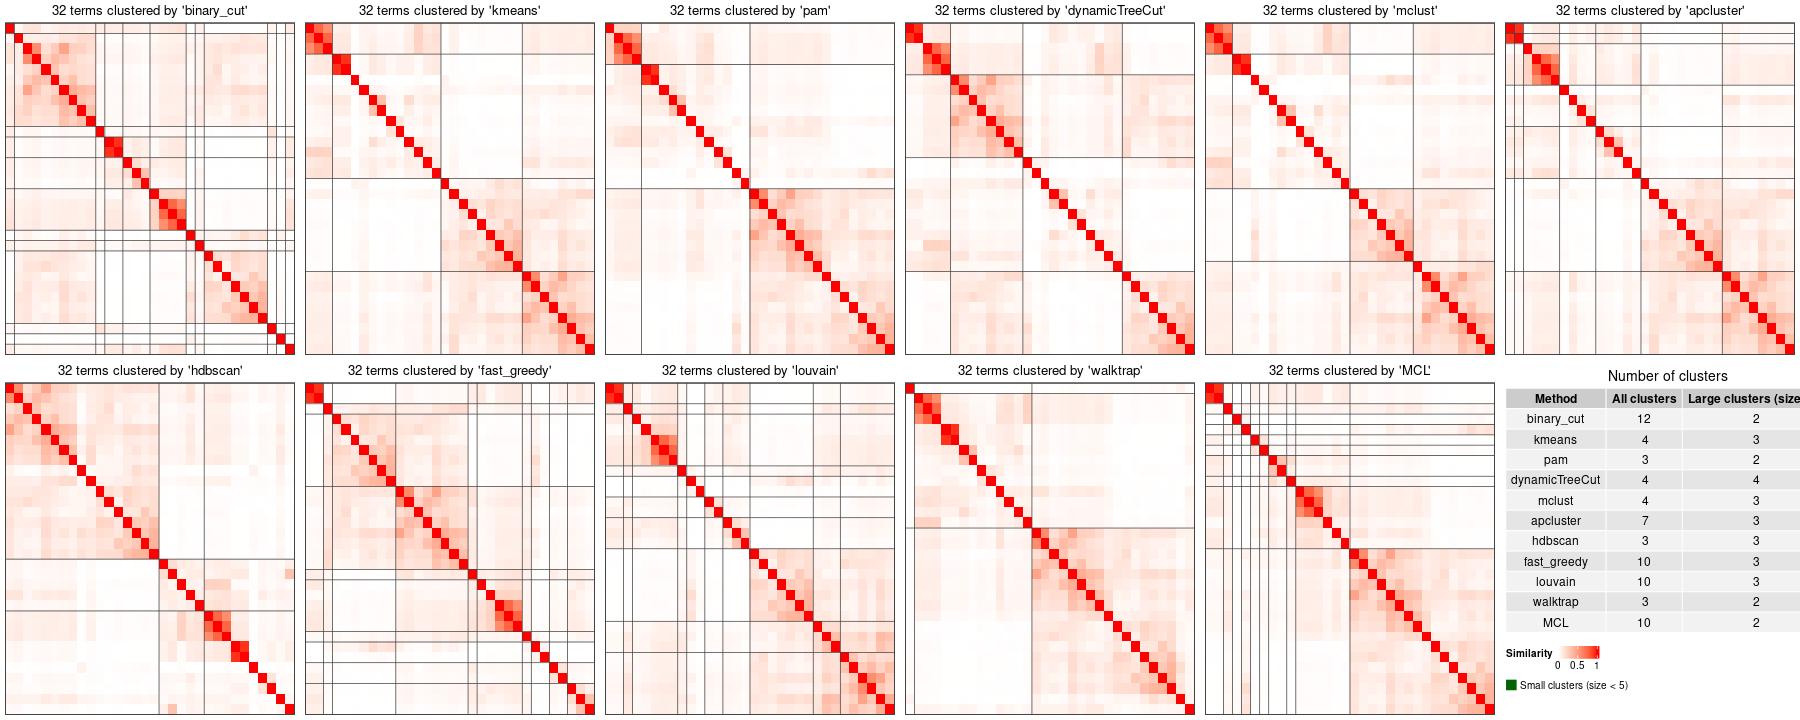 32 terms clustered by 'binary_cut'
32 terms clustered by 'kmeans'
32 terms clustered by 'pam'
32 terms clustered by 'dynamicTreeCut'
32 terms clustered by 'mclust'
32 terms clustered by 'apcluster'
32 terms clustered by 'hdbscan'
32 terms clustered by 'fast_greedy'
32 terms clustered by 'louvain'
32 terms clustered by 'walktrap'
32 terms clustered by 'MCL'
Number of clusters
Method All clusters Large clusters (size
binary_cut 12 2
kmeans 4 3
pam 3 2
dynamicTreeCut 4 4
mclust 4 3
apcluster 7 3
hdbscan 3 3
fast_greedy 10 3
louvain 10 3
walktrap 3 2
MCL 10 2
Similarity
0 0.5 1
Small clusters (size < 5)